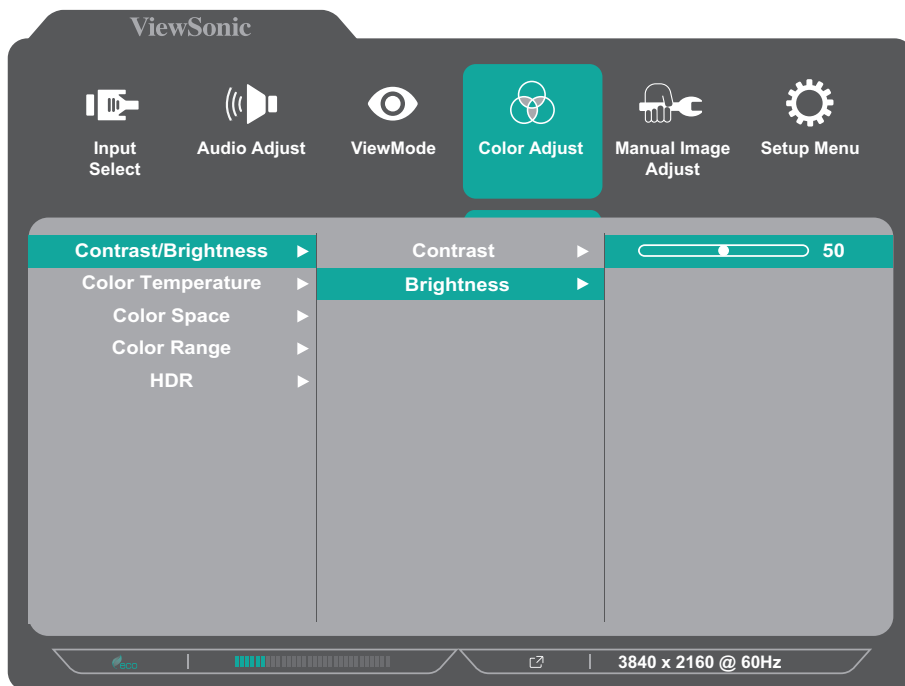 ViewSonic
Input Select
Audio Adjust
ViewMode
Color Adjust
Manual Image Adjust
Setup Menu
Contrast/Brightness
Contrast
50
Color Temperature
Brightness
Color Space
Color Range
HDR
eco
3840 x 2160 @ 60Hz